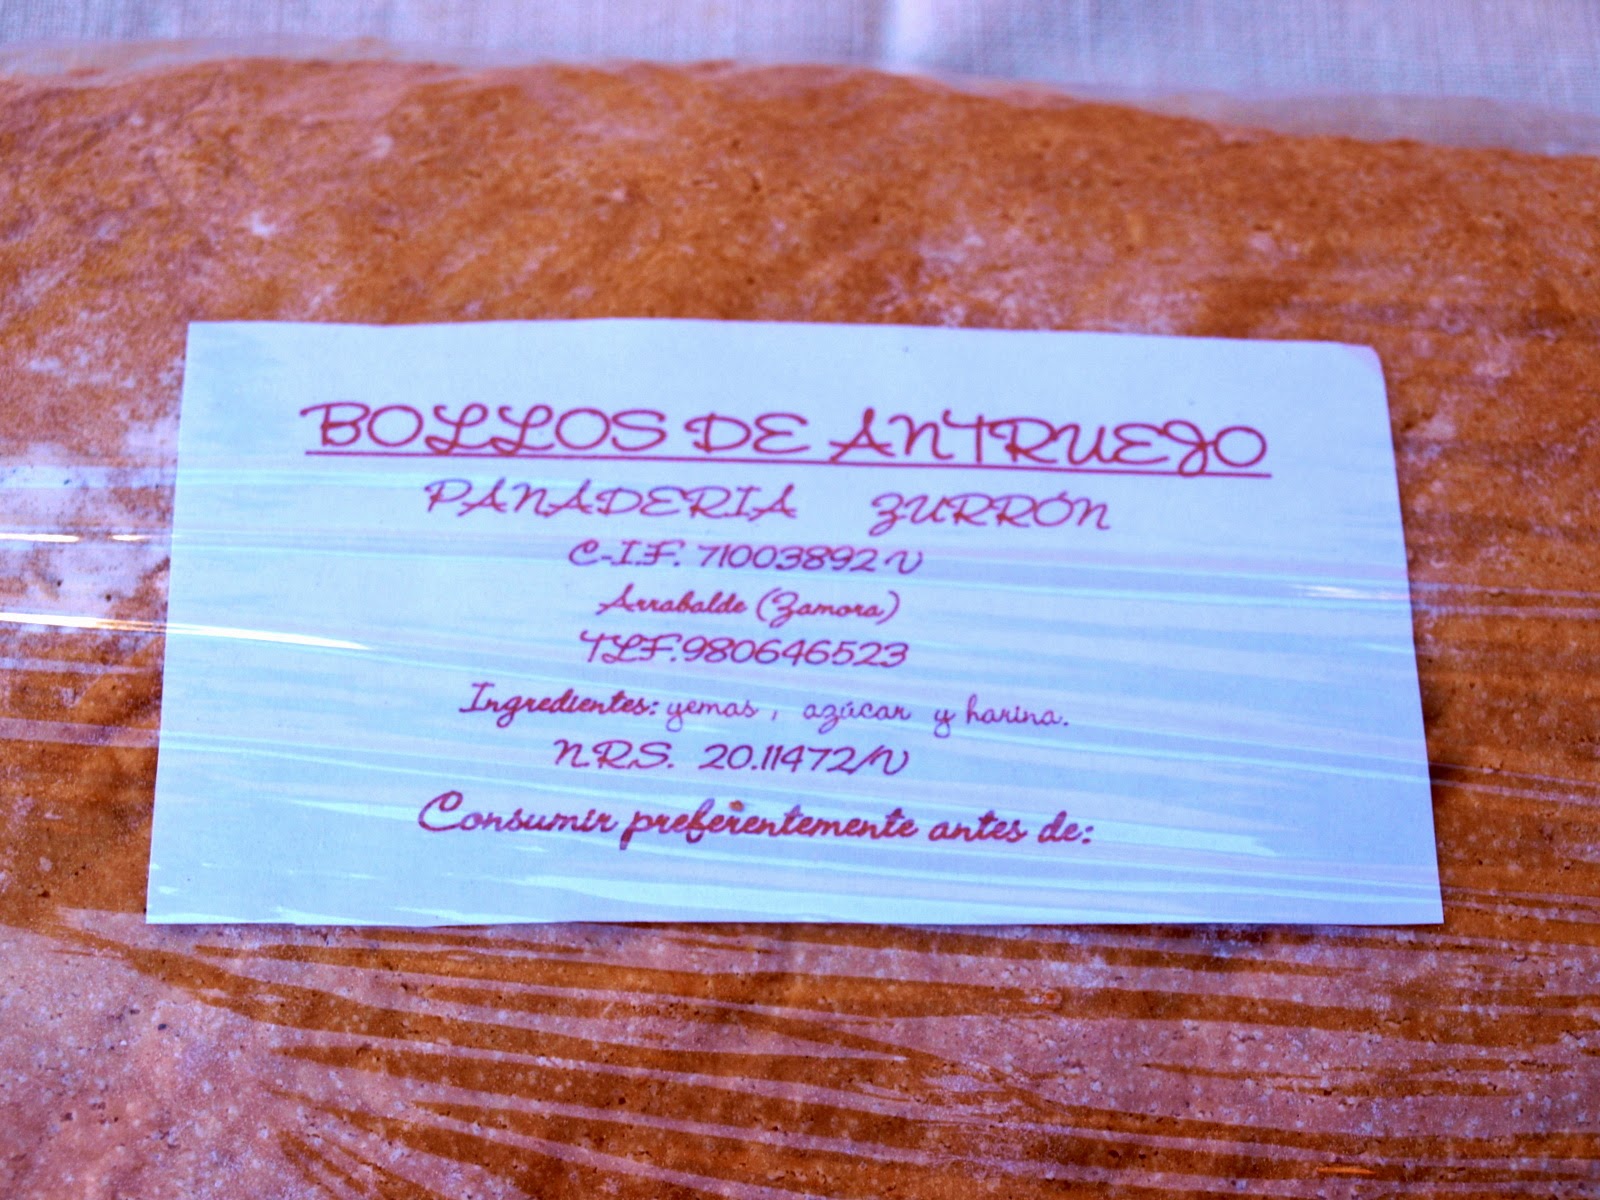 BOLLOS DE ANTRUEJO
PANADERIA ZURRÓN
C-I.F. 71003892 V
Arrabalde (Zamora)
TLF.980646523
Ingredientes: yemas , azúcar y harina.
N.R.S. 20.11472/V
Consumir preferentemente antes de: